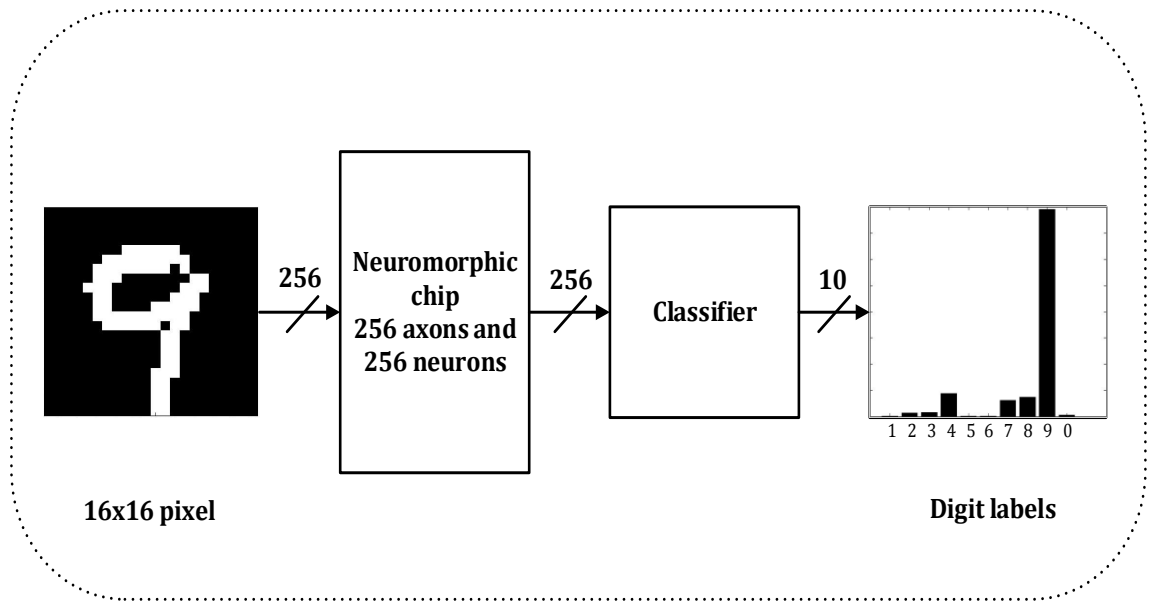 256
Neuromorphic
chip
256 axons and
256 neurons
256
Classifier
10
1 2 3 4 5 6 7 8 9 0
16x16 pixel
Digit labels